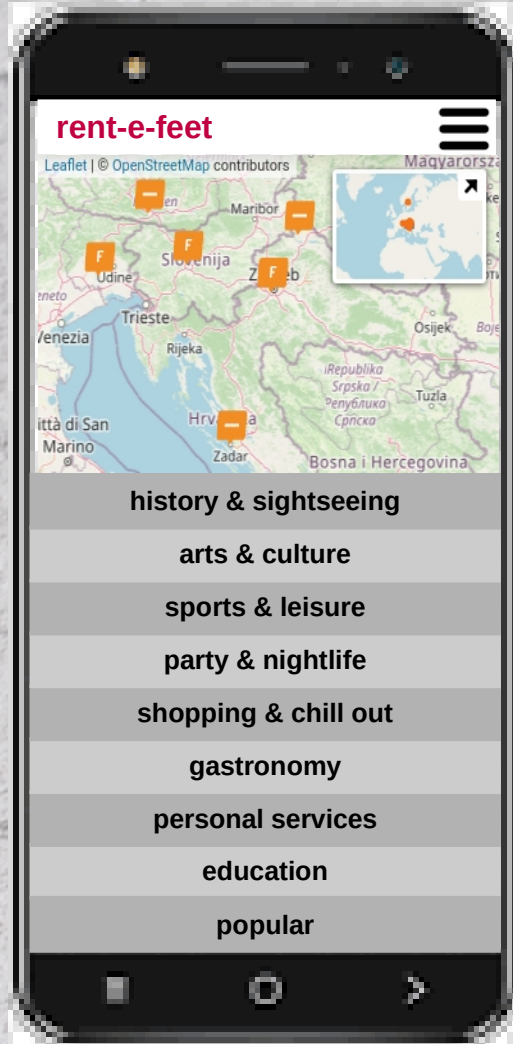 rent-e-feet
Leaflet | © OpenStreetMap contributors
Magyarorsz
Maribor
Udine
Slovenija
Zagreb
Trieste
Venezia
Rijeka
Osijek
Republika
Srpska /
Република
Српска
Tuzla
ittà di San
Marino
Zadar
Bosna i Hercegovina
history & sightseeing
arts & culture
sports & leisure
party & nightlife
shopping & chill out
gastronomy
personal services
education
popular